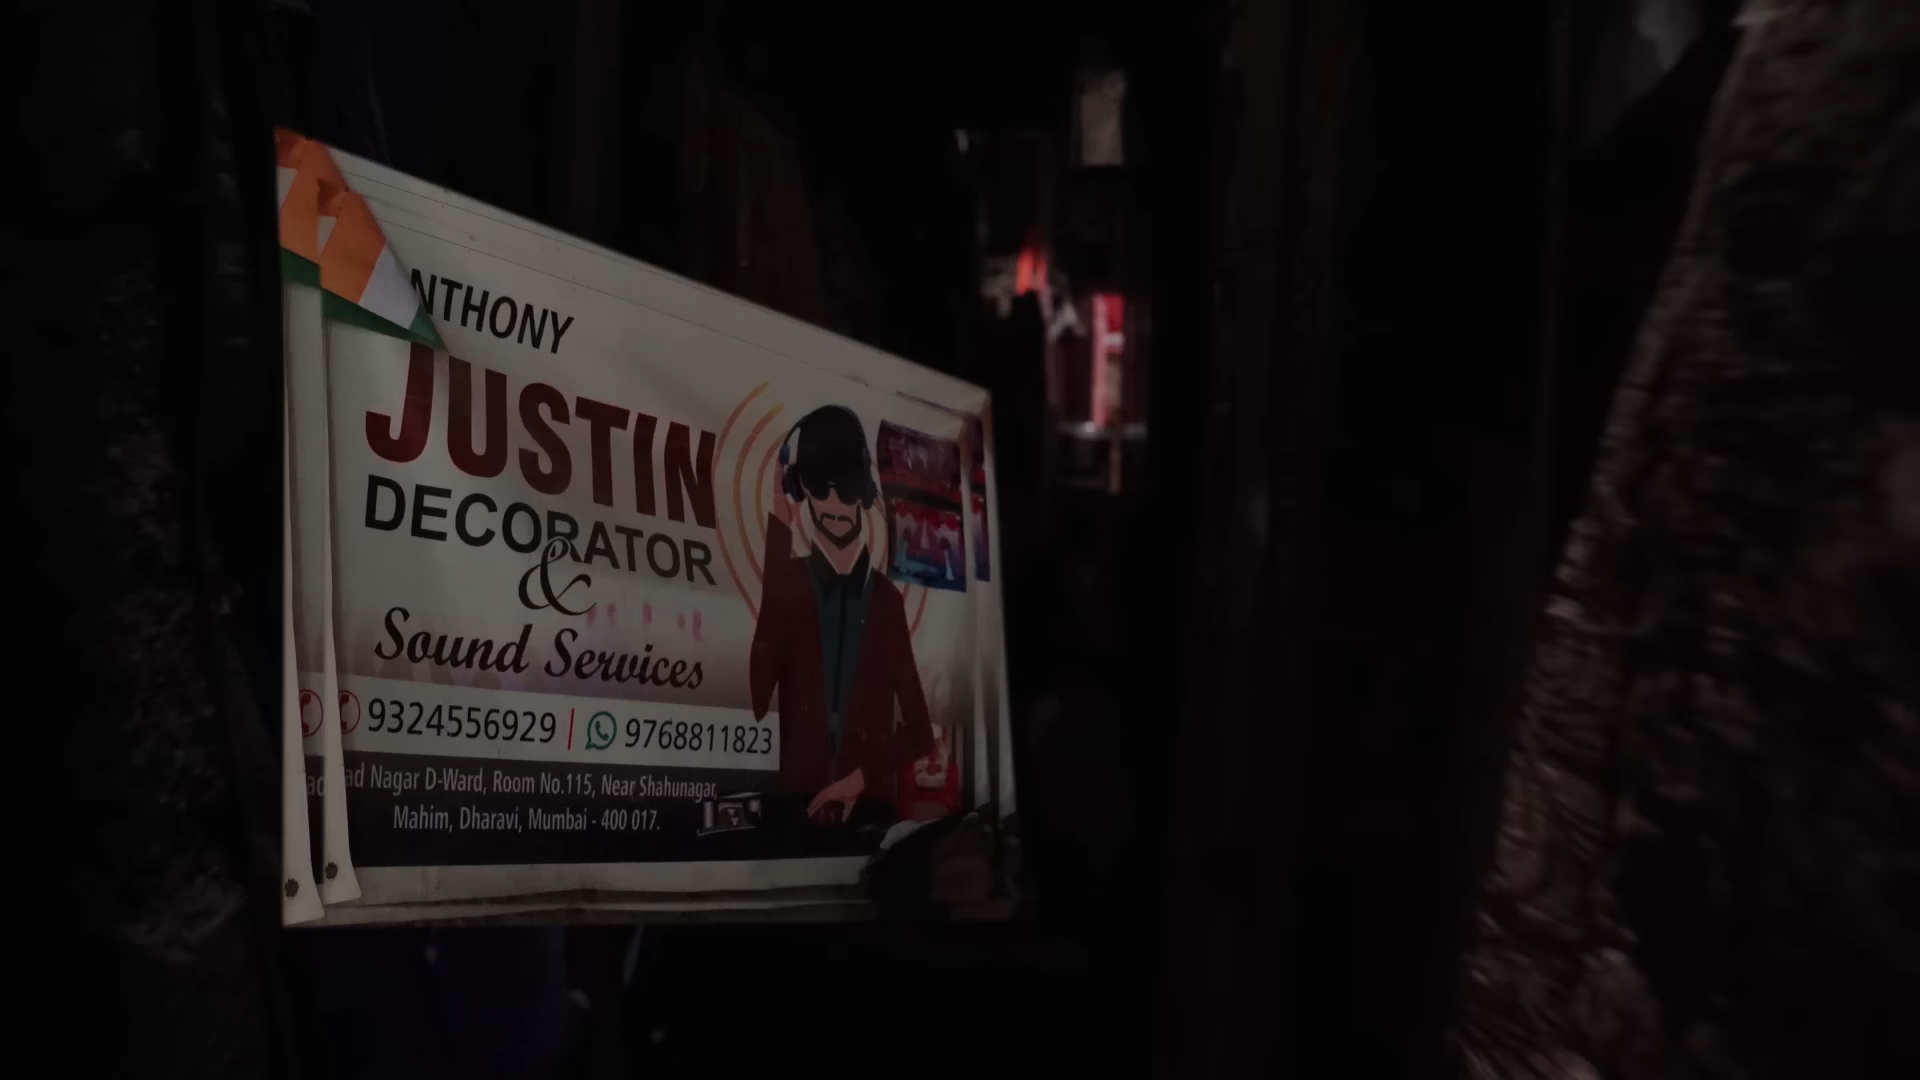 NTHONY
JUSTIN
DECORATOR
&
Sound Services
9324556929 | 9768811823
ad Nagar D-Ward, Room No.115, Near Shahunagar,
Mahim, Dharavi, Mumbai - 400 017.